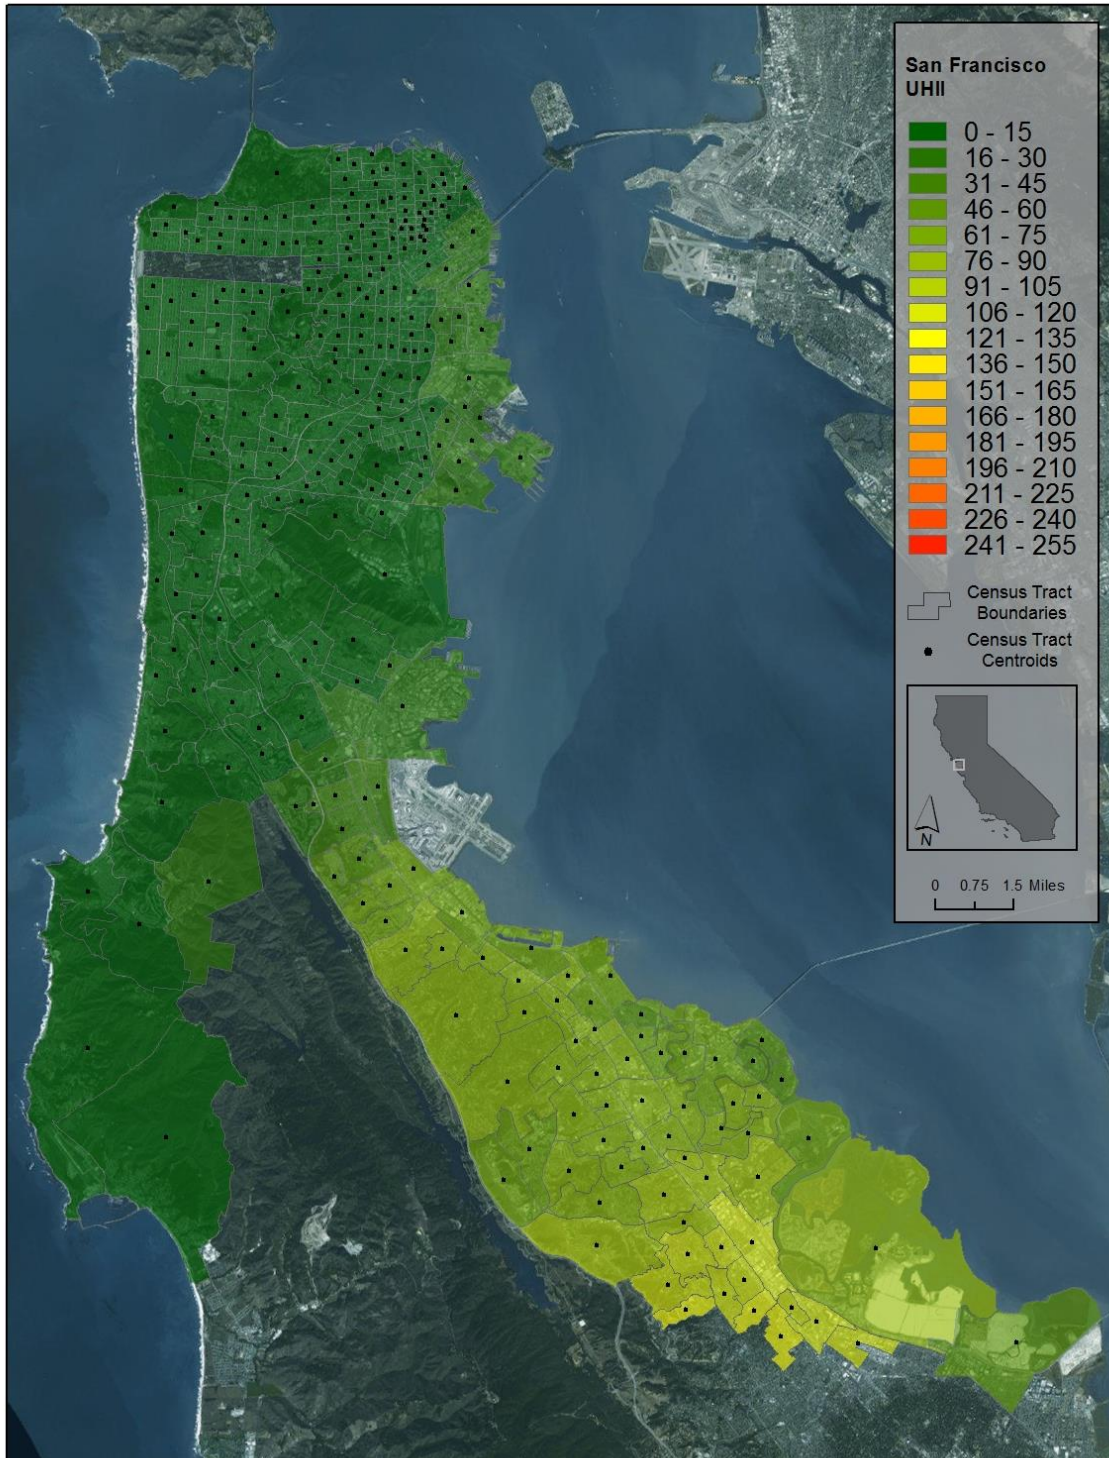 San Francisco
UHII
0 - 15
16 - 30
31 - 45
46 - 60
61 - 75
76 - 90
91 - 105
106 - 120
121 - 135
136 - 150
151 - 165
166 - 180
181 - 195
196 - 210
211 - 225
226 - 240
241 - 255
Census Tract
Boundaries
Census Tract
Centroids
N
0 0.75 1.5 Miles